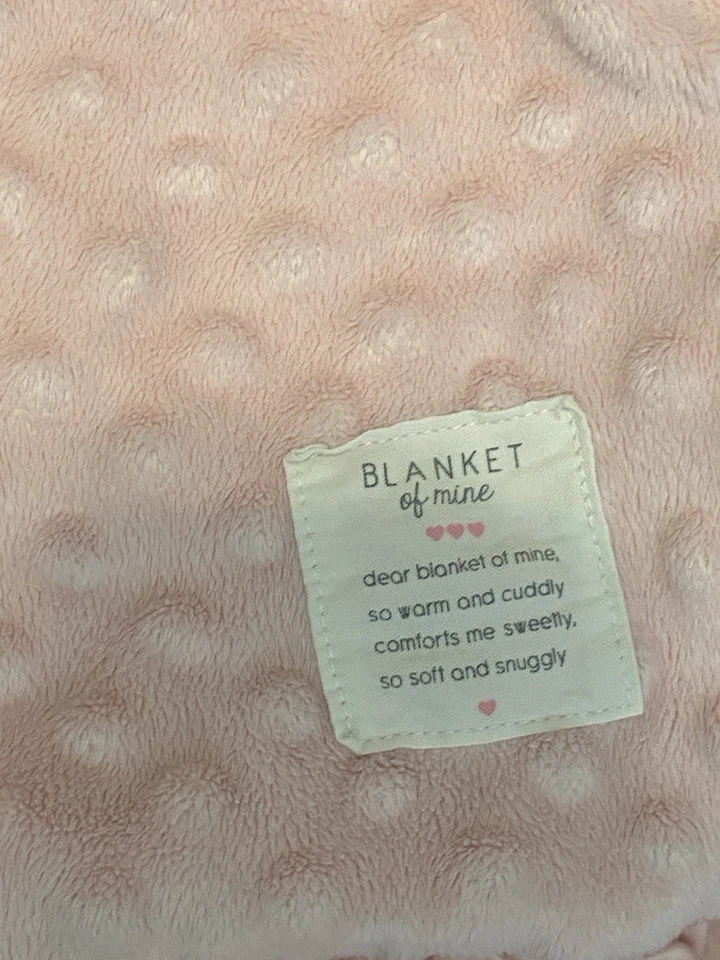 BLANKET
of mine
dear blanket of mine,
so warm and cuddly
comforts me sweetly,
so soft and snuggly